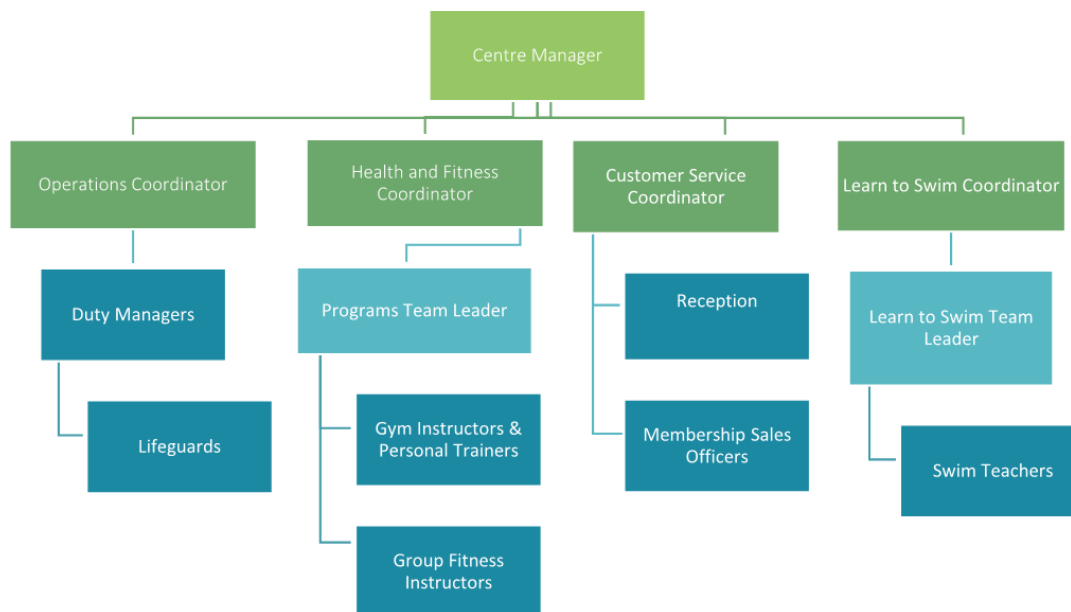 Centre Manager
Operations Coordinator
Health and Fitness
Coordinator
Customer Service
Coordinator
Learn to Swim Coordinator
Duty Managers
Programs Team Leader
Reception
Learn to Swim Team
Leader
Lifeguards
Gym Instructors &
Personal Trainers
Membership Sales
Officers
Swim Teachers
Group Fitness
Instructors